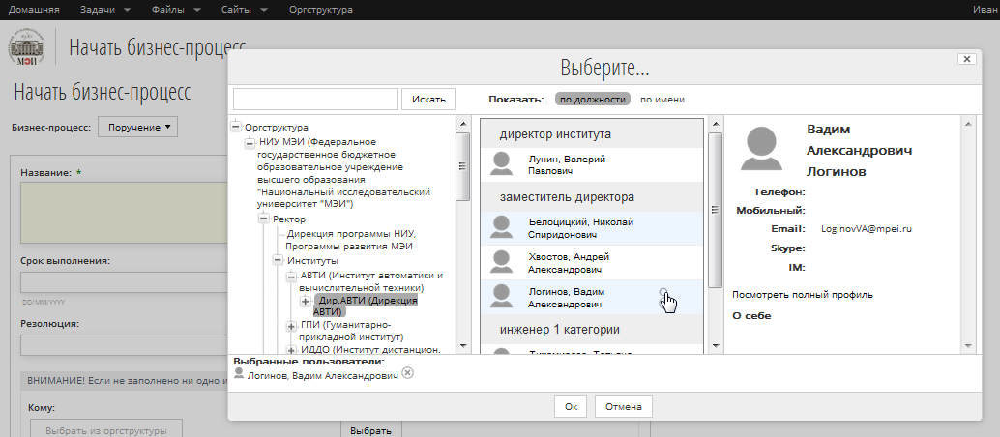 Домашняя Задачи Файлы Сайты Оргструктура Иван
Начать бизнес-процесс
МЭИ
Начать бизнес-процесс
Бизнес-процесс: Поручение
Название: *
Срок выполнения:
DD/MM/YYYY
Резолюция:
ВНИМАНИЕ! Если не заполнено ни одно и
Кому:
Выбрать из оргструктуры Выбрать
Выберите...
Искать Показать: по должности по имени
Оргструктура
НИУ МЭИ (Федеральное
государственное бюджетное
образовательное учреждение
высшего образования
"Национальный исследовательский
университет "МЭИ")
Ректор
Дирекция программы НИУ,
Программы развития МЭИ
Институты
АВТИ (Институт автоматики и
вычислительной техники)
Дир.АВТИ (Дирекция
АВТИ)
ГПИ (Гуманитарно-
прикладной институт)
ИДДО (Институт дистанцион.
директор института
Лунин, Валерий
Павлович
заместитель директора
Белоцицкий, Николай
Спиридонович
Хвостов, Андрей
Александрович
Логинов, Вадим
Александрович
инженер 1 категории
Вадим
Александрович
Логинов
Телефон:
Мобильный:
Email: LoginovVA@mpei.ru
Skype:
IM:
Посмотреть полный профиль
О себе
Выбранные пользователи:
Логинов, Вадим Александрович
Ок Отмена